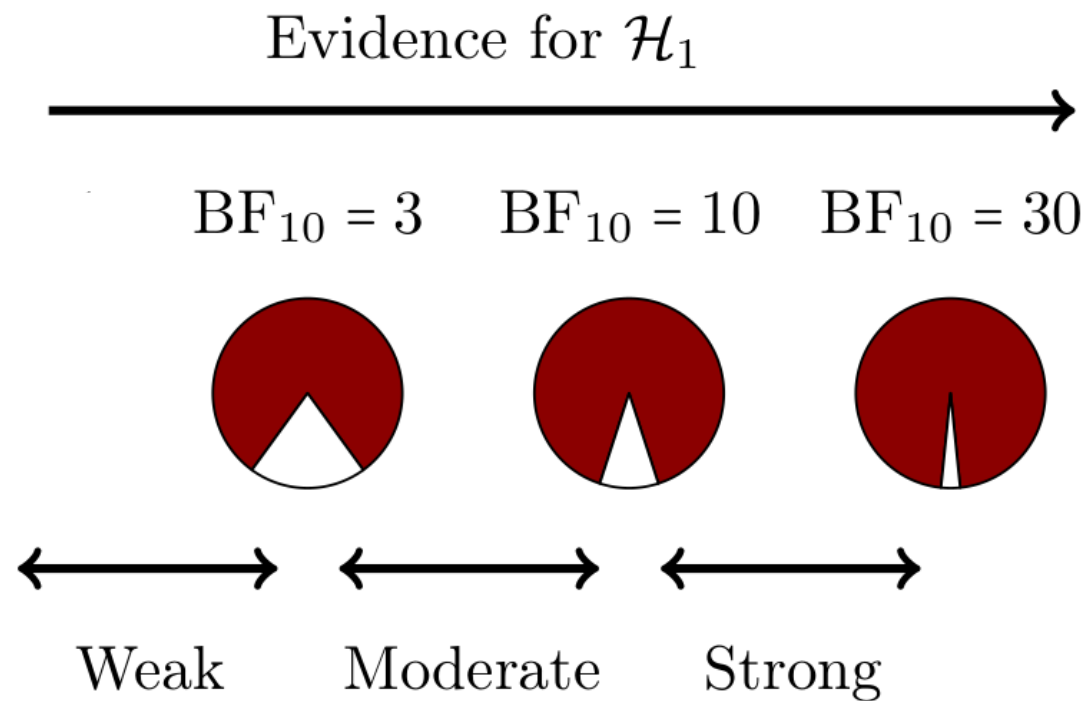 Evidence for ℋ₁
BF₁₀ = 3 BF₁₀ = 10 BF₁₀ = 30
Weak Moderate Strong